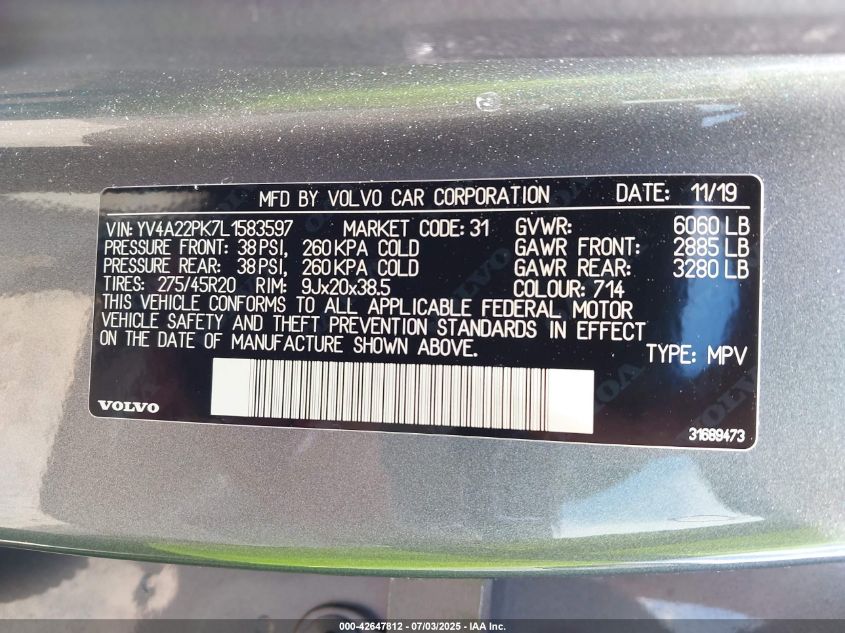 MFD BY VOLVO CAR CORPORATION DATE: 11/19
VIN: YV4A22PK7L1583597 MARKET CODE: 31 GVWR: 6060 LB
PRESSURE FRONT: 38 PSI, 260 KPA COLD GAWR FRONT: 2885 LB
PRESSURE REAR: 38 PSI, 260 KPA COLD GAWR REAR: 3280 LB
TIRES: 275/45R20 RIM: 9Jx20x38.5 COLOUR: 714
THIS VEHICLE CONFORMS TO ALL APPLICABLE FEDERAL MOTOR
VEHICLE SAFETY AND THEFT PREVENTION STANDARDS IN EFFECT
ON THE DATE OF MANUFACTURE SHOWN ABOVE. TYPE: MPV
VOLVO
31689473
000-42647812 - 07/03/2025 - IAA, Inc.